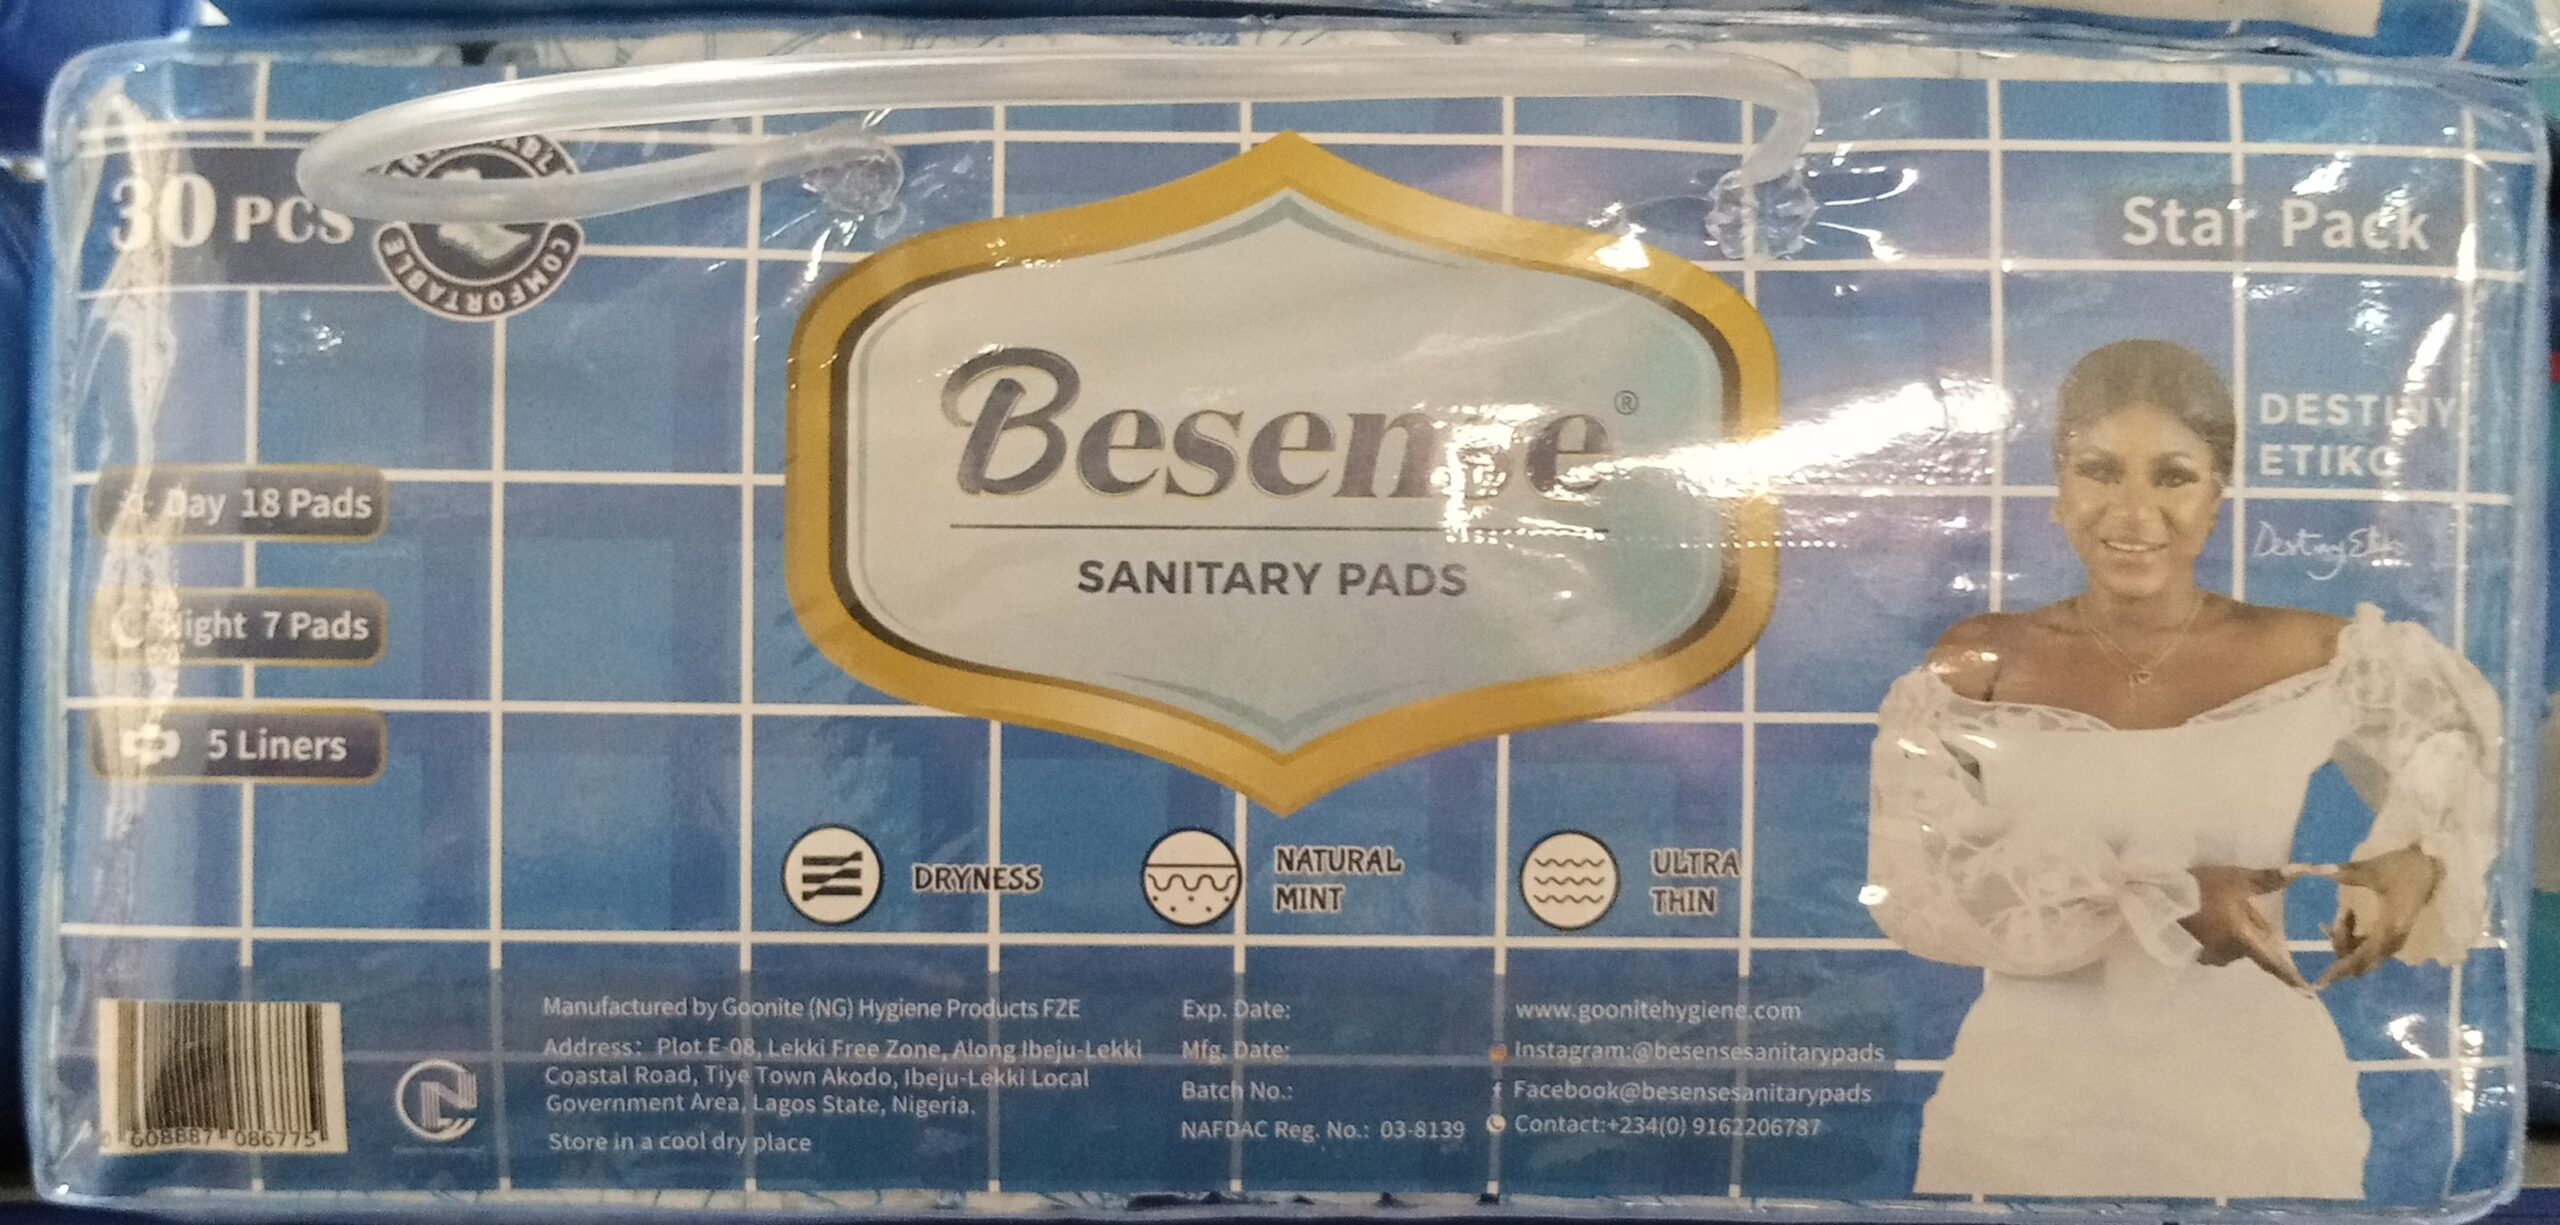 30 PCS
COMFORTABLE
Star Pack
Besense®
SANITARY PADS
DESTINY
ETIKO
Destiny Etiko
Day 18 Pads
Night 7 Pads
5 Liners
DRYNESS
NATURAL
MINT
ULTRA
THIN
Manufactured by Goonite (NG) Hygiene Products FZE
Address: Plot E-08, Lekki Free Zone, Along Ibeju-Lekki
Coastal Road, Tiye Town Akodo, Ibeju-Lekki Local
Government Area, Lagos State, Nigeria.
Store in a cool dry place
Exp. Date:
Mfg. Date:
Batch No.:
NAFDAC Reg. No.: 03-8139
www.goonitehygiene.com
Instagram:@besensesanitarypads
Facebook@besensesanitarypads
Contact:+234(0) 9162206787
0 608887 086775